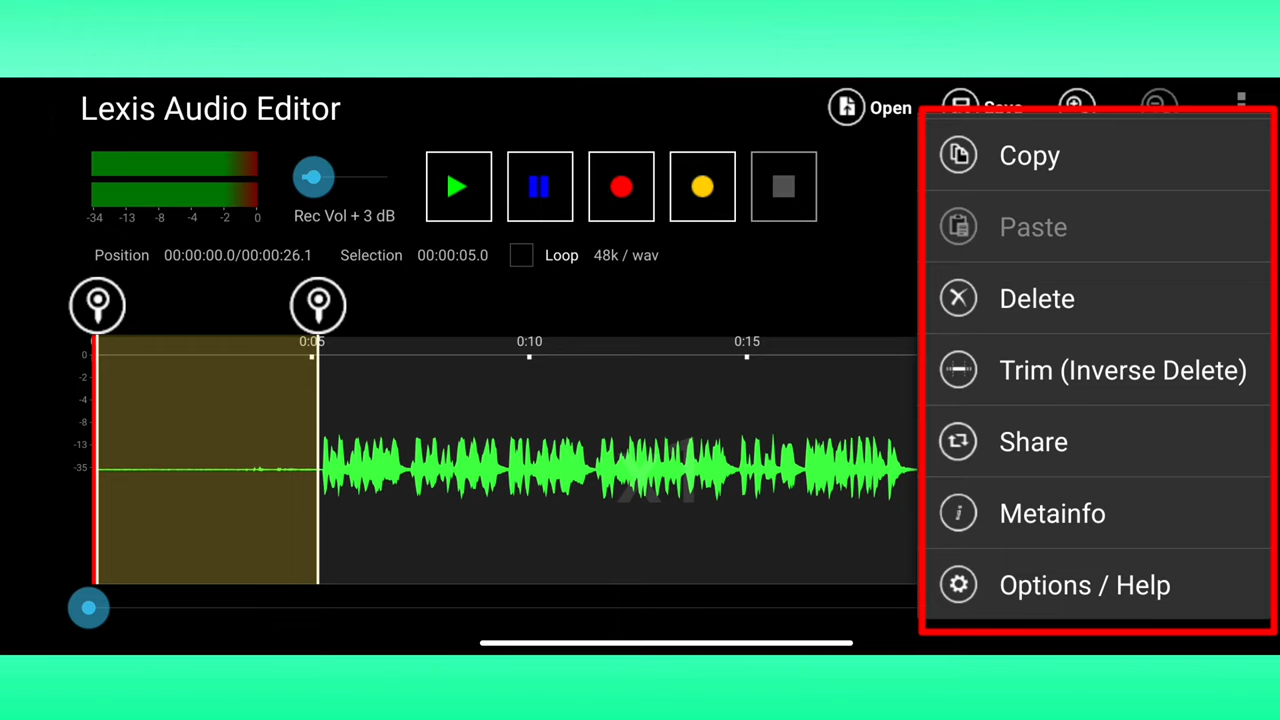 Lexis Audio Editor
Open
Save
Copy
-34 -13 -8 -4 -2 0
Rec Vol + 3 dB
Paste
Position 00:00:00.0/00:00:26.1 Selection 00:00:05.0 Loop 48k / wav
Delete
0:05 0:10 0:15
0
-2
-4
-8
-13
-35
x1
Trim (Inverse Delete)
Share
Metainfo
Options / Help